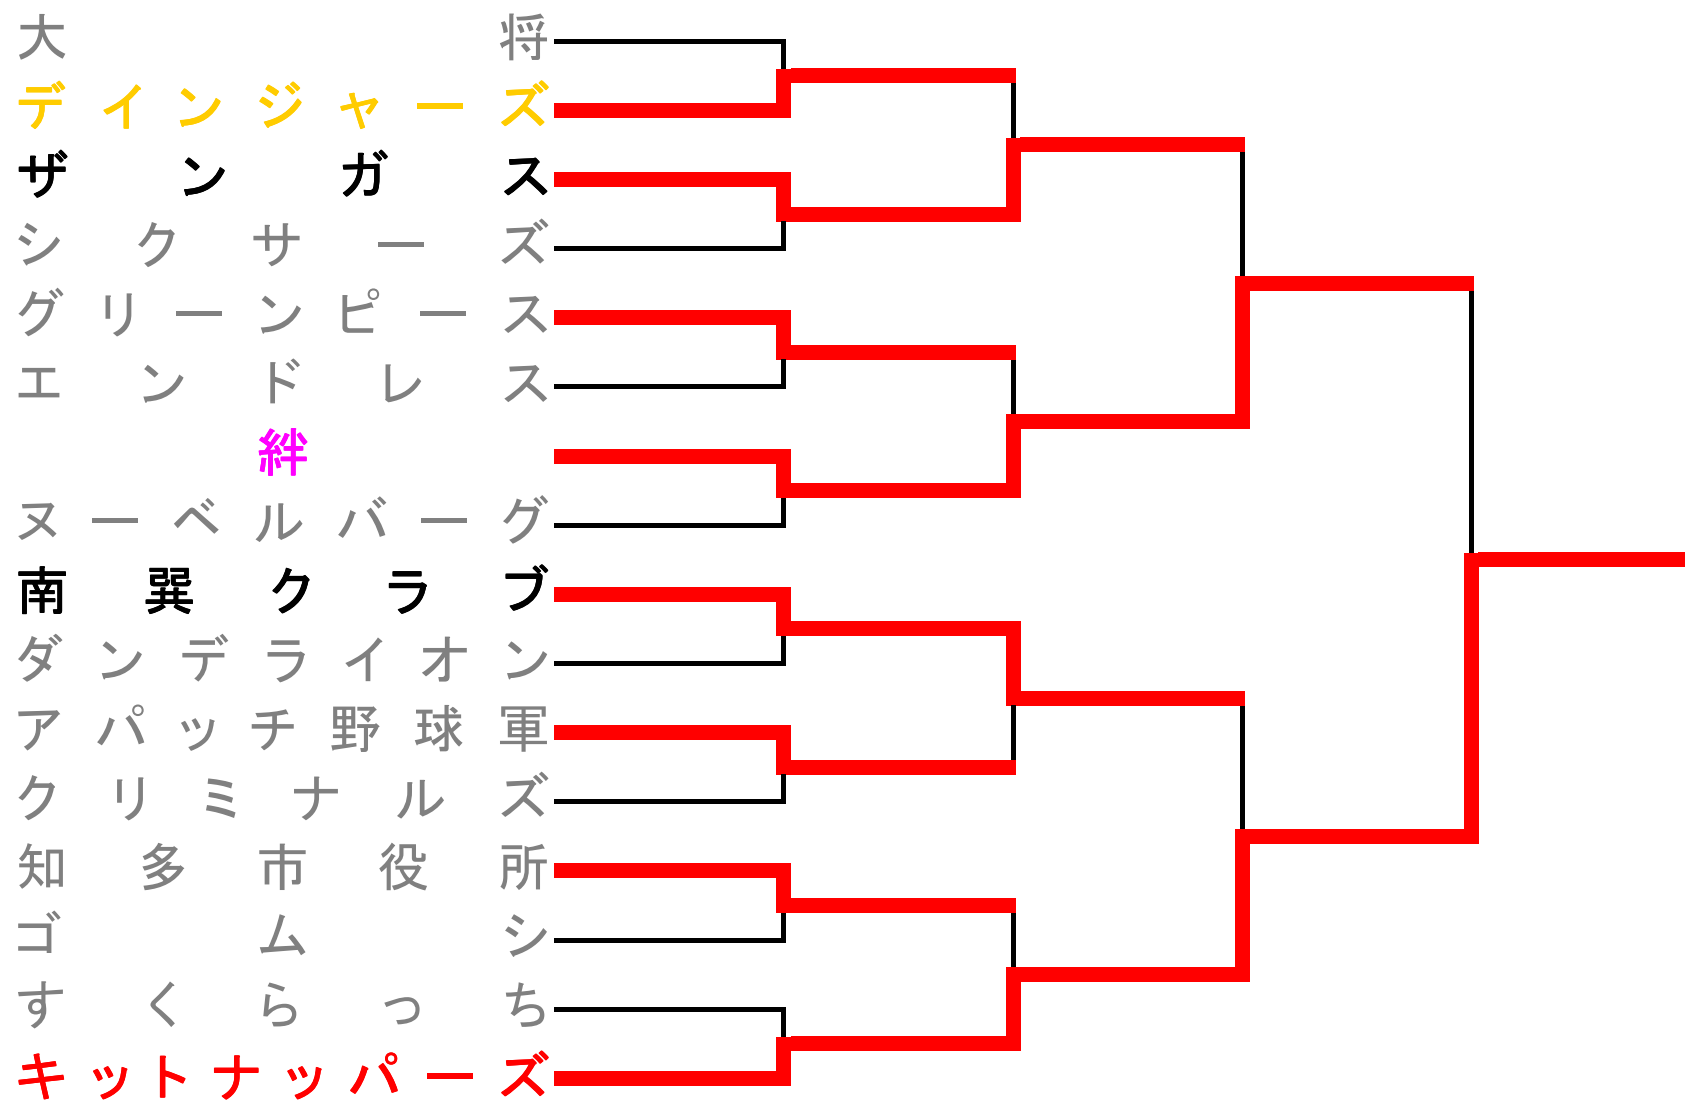 大将
デインジャーズ
ザンガス
シクサーズ
グリーンピース
エンドレス
絆
ヌーベルバーグ
南巽クラブ
ダンデライオン
アパッチ野球軍
クリミナルズ
知多市役所
ゴムシ
すくらっち
キットナッパーズ